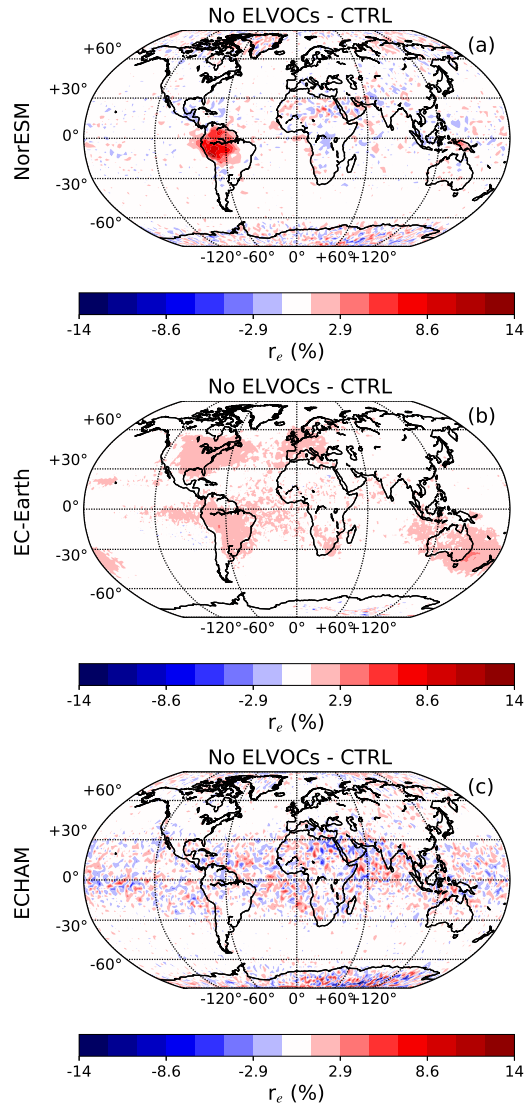 No ELVOCs - CTRL
(a)
NorESM
+60°
+30°
0°
-30°
-60°
-120° -60° 0° +60° +120°
-14 -8.6 -2.9 2.9 8.6 14
rₑ (%)
No ELVOCs - CTRL
(b)
EC-Earth
+60°
+30°
0°
-30°
-60°
-120° -60° 0° +60° +120°
-14 -8.6 -2.9 2.9 8.6 14
rₑ (%)
No ELVOCs - CTRL
(c)
ECHAM
+60°
+30°
0°
-30°
-60°
-120° -60° 0° +60° +120°
-14 -8.6 -2.9 2.9 8.6 14
rₑ (%)